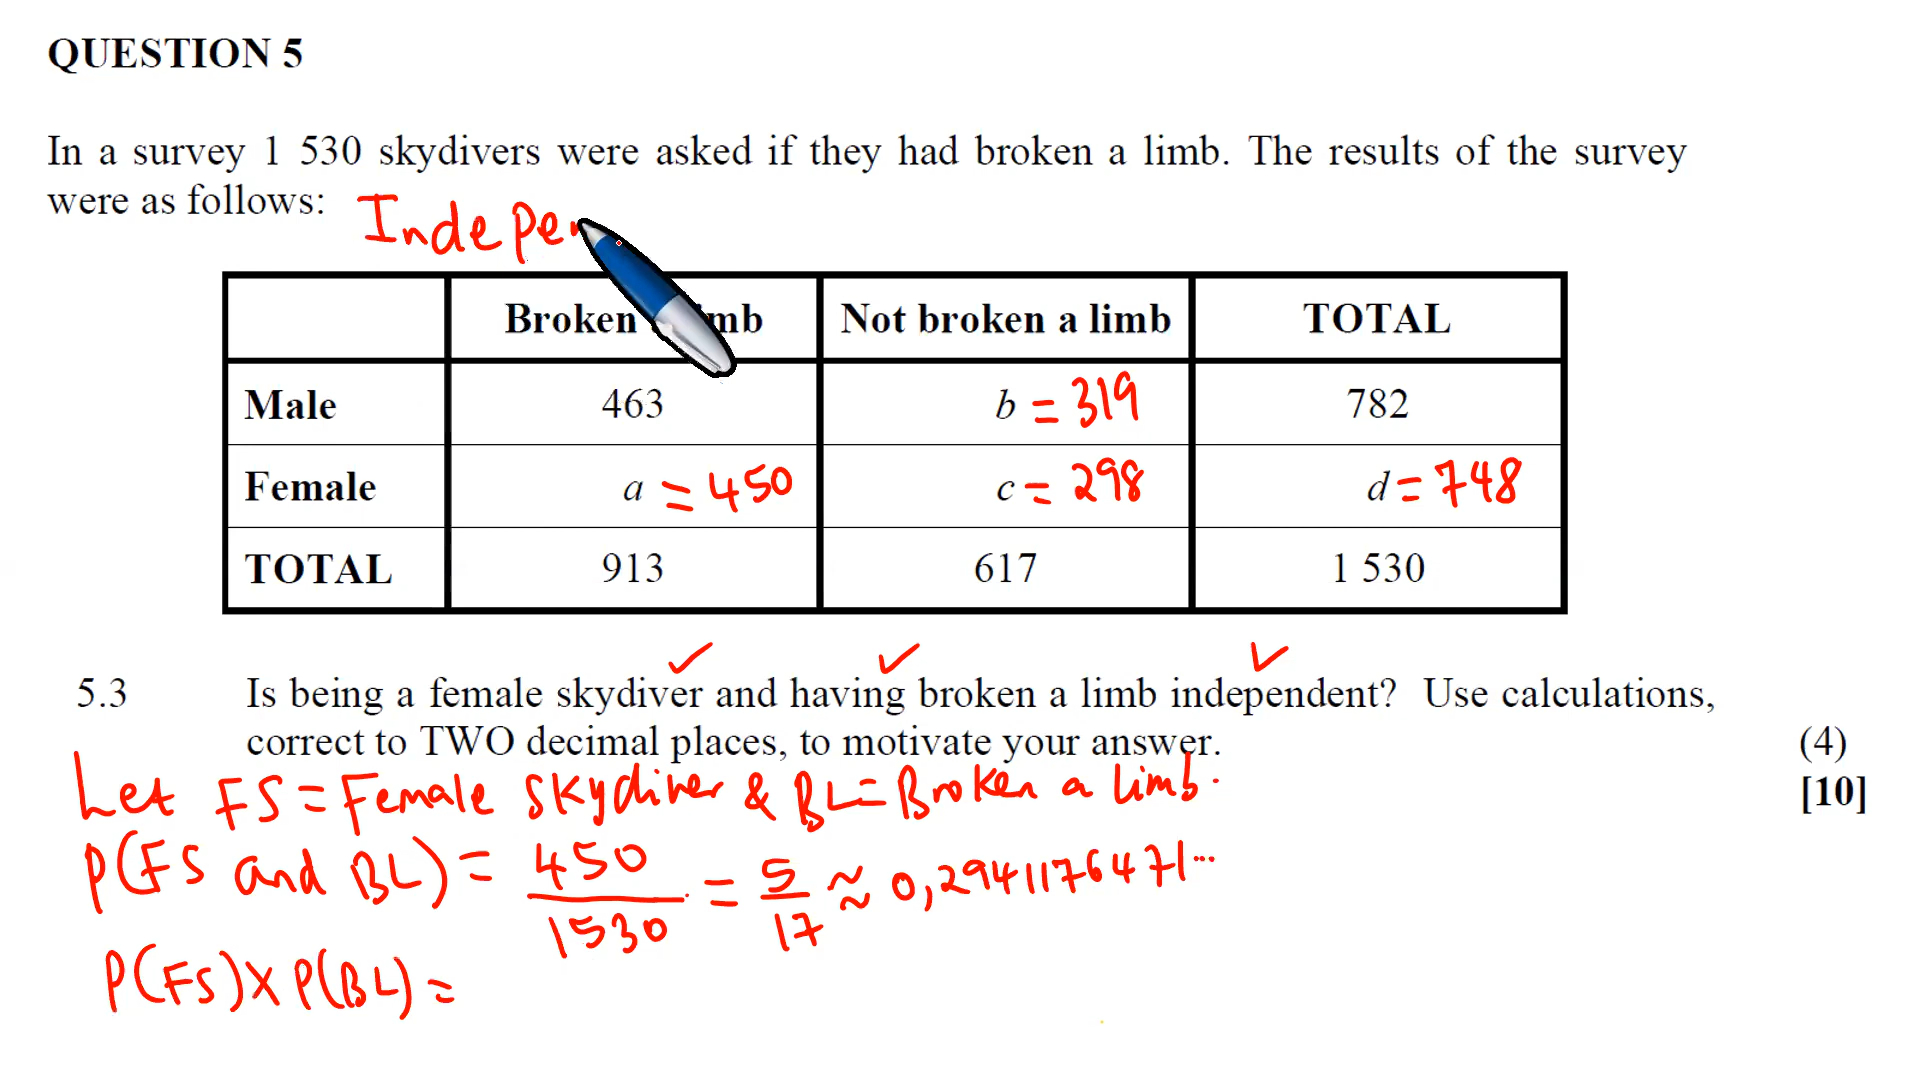 QUESTION 5
In a survey 1 530 skydivers were asked if they had broken a limb. The results of the survey
were as follows: Indepe
Broken mb Not broken a limb TOTAL
Male 463 b = 319 782
Female a = 450 c = 298 d = 748
TOTAL 913 617 1 530
5.3 Is being a female skydiver and having broken a limb independent? Use calculations,
correct to TWO decimal places, to motivate your answer. (4)
Let FS = Female Skydiver & BL = Broken a limb. [10]
P(FS and BL) = 450/1530 = 5/17 ≈ 0,2941176471...
P(FS) X P(BL) =